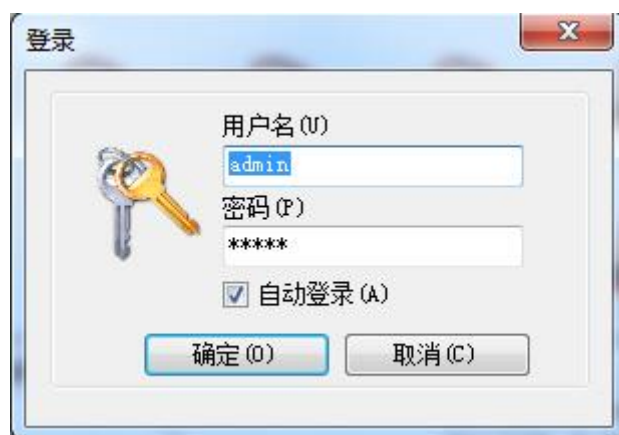 登录
用户名(U)
admin
密码(P)
*****
自动登录(A)
确定(O) 取消(C)